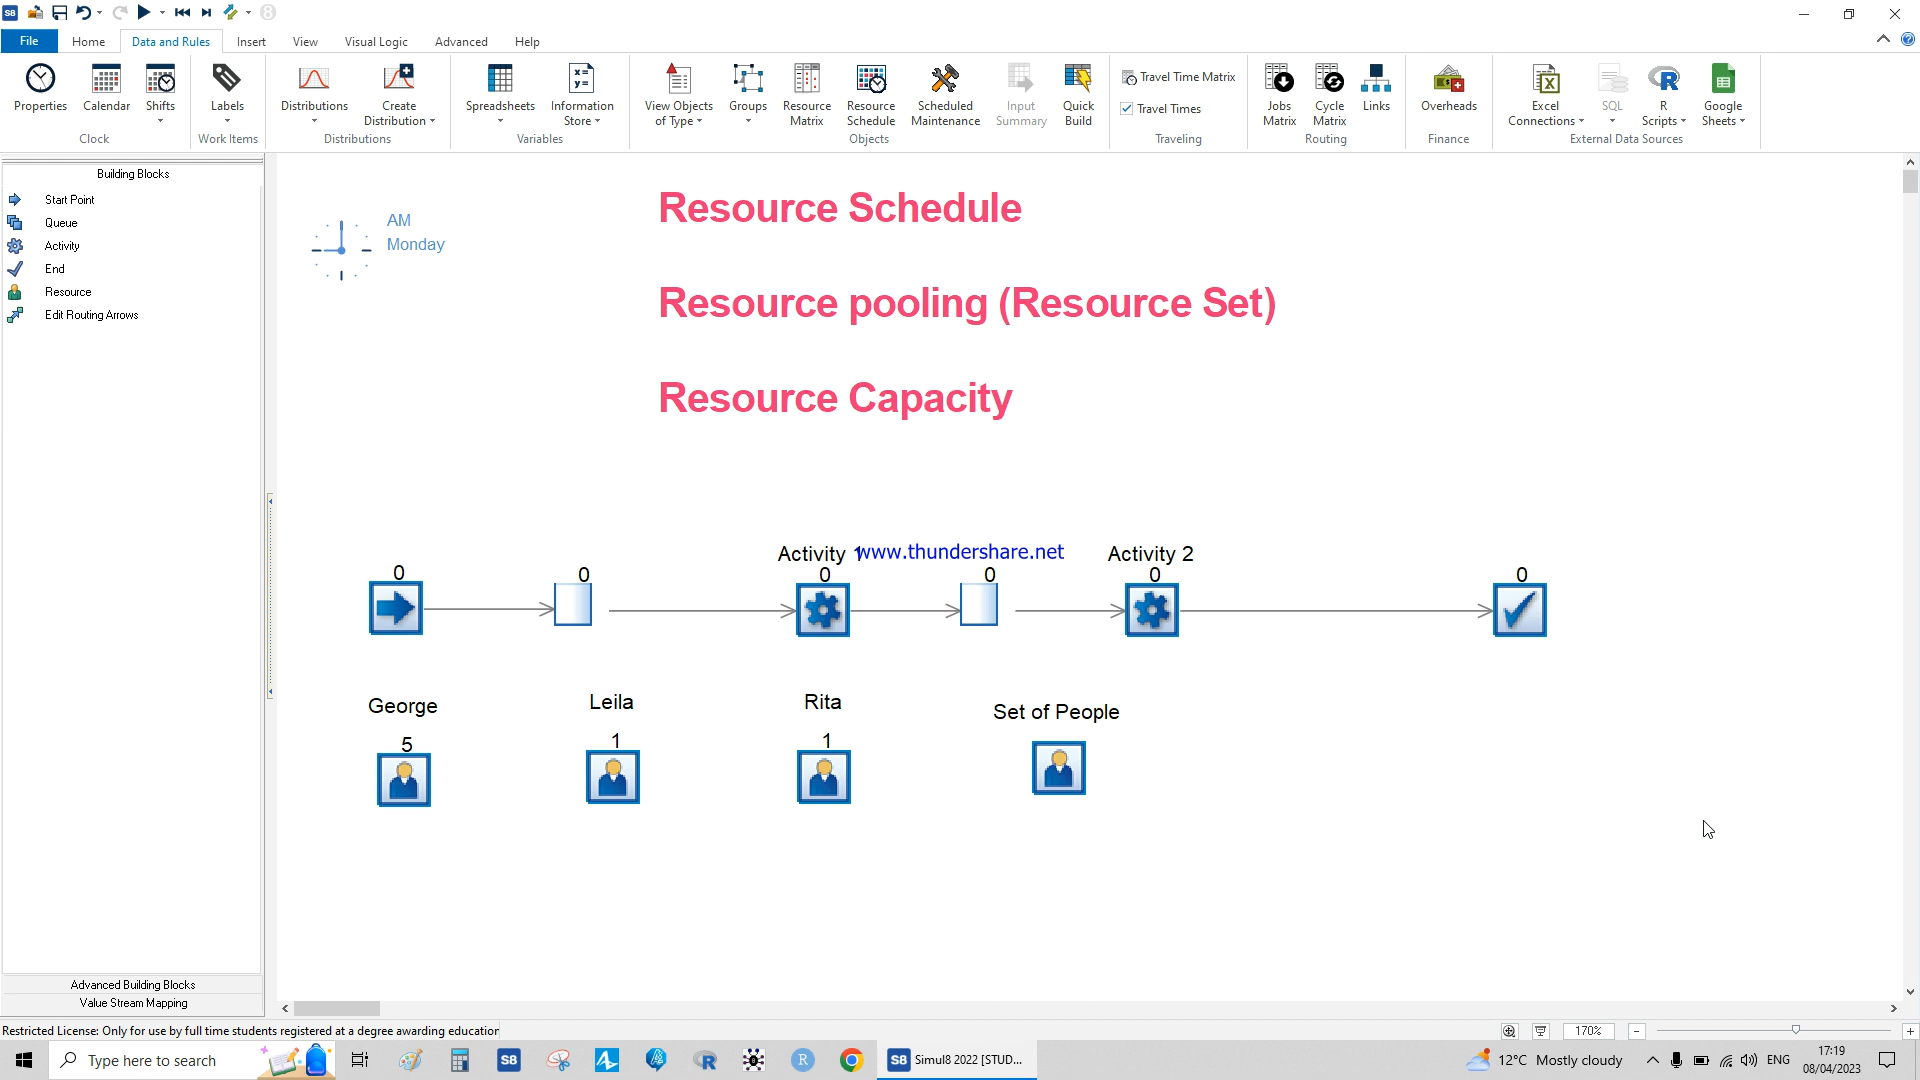 S8
File
Home
Data and Rules
Insert
View
Visual Logic
Advanced
Help
Properties
Calendar
Shifts
Clock
Labels
Work Items
Distributions
Create
Distribution
Distributions
Spreadsheets
Information
Store
Variables
View Objects
of Type
Groups
Resource
Matrix
Resource
Schedule
Scheduled
Maintenance
Input
Summary
Quick
Build
Objects
Travel Time Matrix
Travel Times
Traveling
Jobs
Matrix
Cycle
Matrix
Links
Routing
Overheads
Finance
Excel
Connections
SQL
R
Scripts
Google
Sheets
External Data Sources
Building Blocks
Start Point
Queue
Activity
End
Resource
Edit Routing Arrows
Advanced Building Blocks
Value Stream Mapping
AM
Monday
Resource Schedule
Resource pooling (Resource Set)
Resource Capacity
Activity 1
www.thundershare.net
Activity 2
0
0
0
0
0
0
George
Leila
Rita
Set of People
5
1
1
Restricted License: Only for use by full time students registered at a degree awarding education
170%
Type here to search
S8
R
S8 Simul8 2022 [STUD...
12°C Mostly cloudy
ENG
17:19
08/04/2023